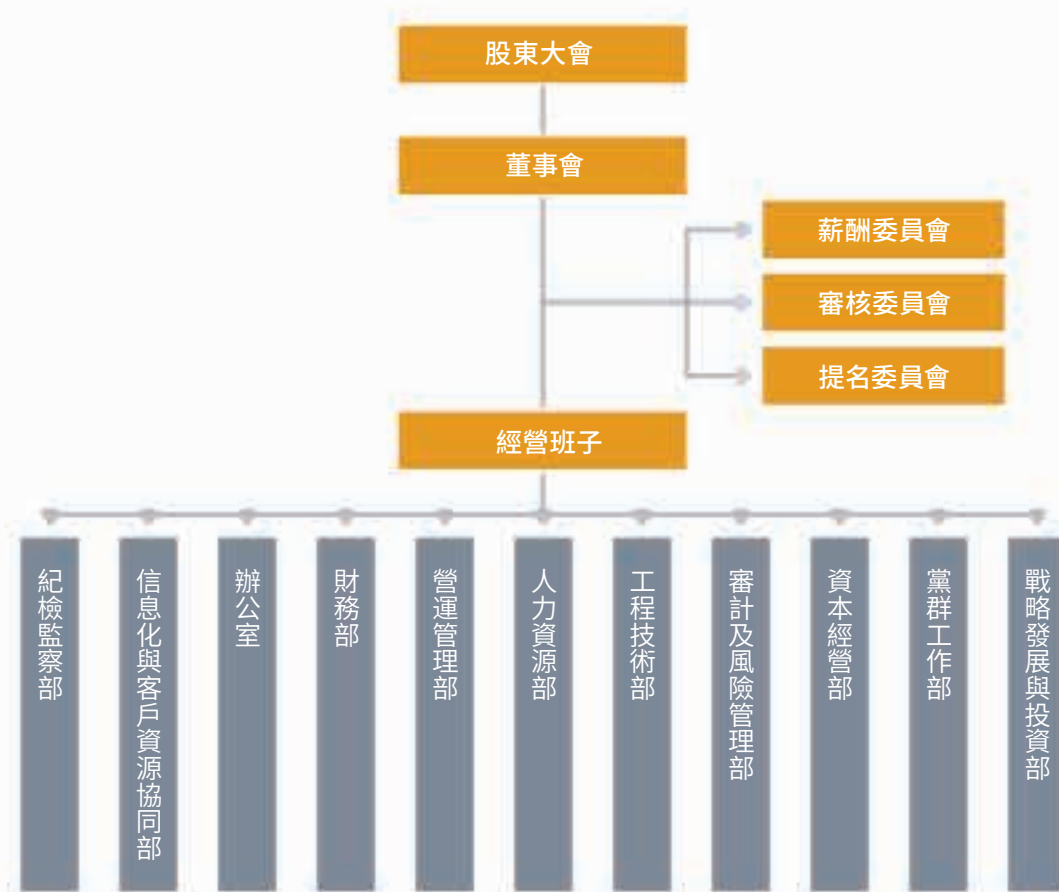 股東大會
董事會
薪酬委員會
審核委員會
提名委員會
經營班子
紀檢監察部
信息化與客戶資源協同部
辦公室
財務部
營運管理部
人力資源部
工程技術部
審計及風險管理部
資本經營部
黨群工作部
戰略發展與投資部